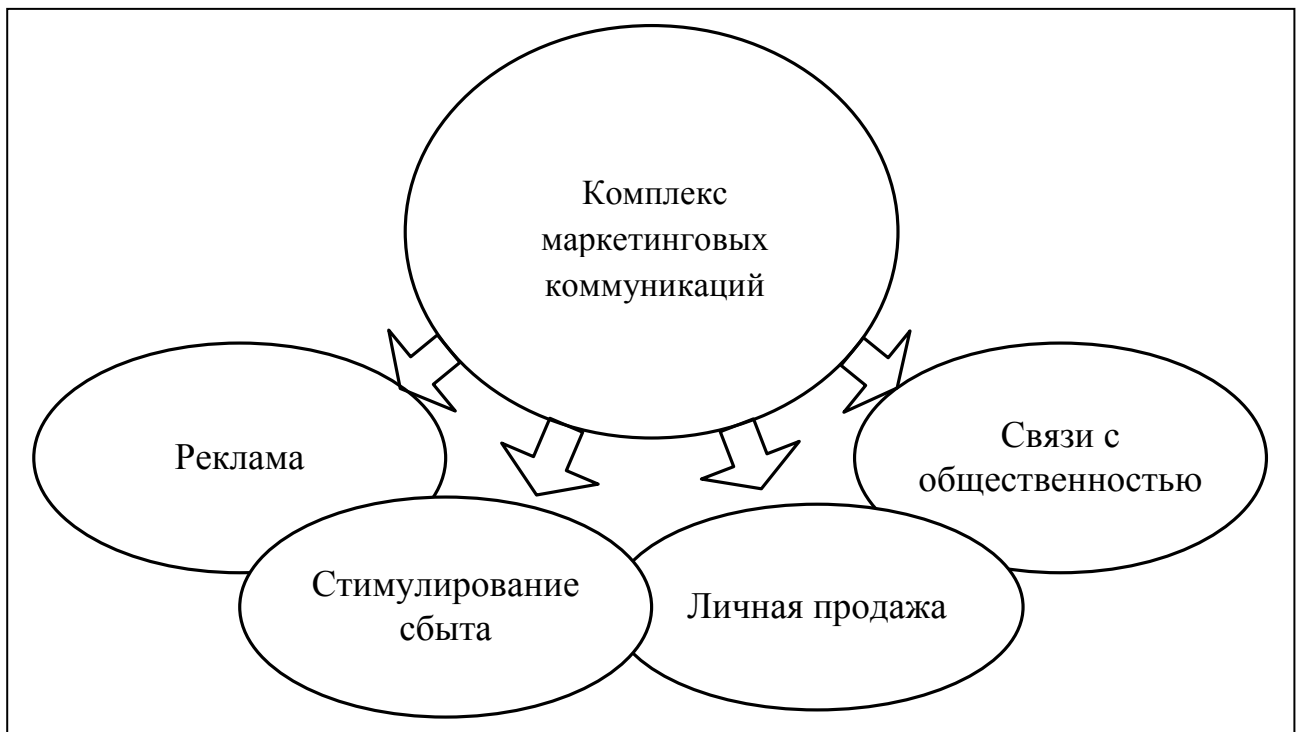 Комплекс
маркетинговых
коммуникаций
Реклама
Связи с
общественностью
Стимулирование
сбыта
Личная продажа